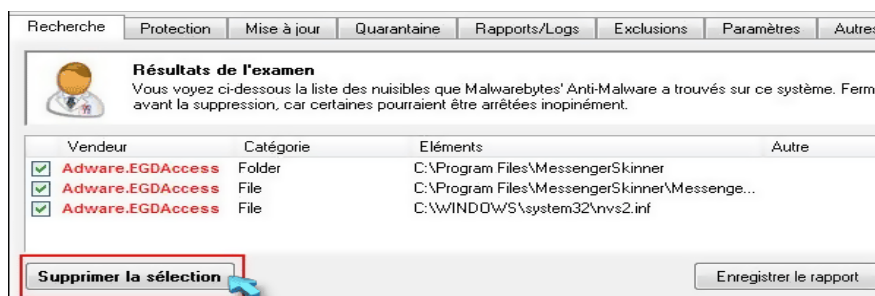 Recherche Protection Mise à jour Quarantaine Rapports/Logs Exclusions Paramètres Autres
Résultats de l'examen
Vous voyez ci-dessous la liste des nuisibles que Malwarebytes' Anti-Malware a trouvés sur ce système. Ferm
avant la suppression, car certaines pourraient être arrêtées inopinément.
Vendeur Catégorie Eléments Autre
Adware.EGDAccess Folder C:\Program Files\MessengerSkinner
Adware.EGDAccess File C:\Program Files\MessengerSkinner\Messenge...
Adware.EGDAccess File C:\WINDOWS\system32\nvs2.inf
Supprimer la sélection Enregistrer le rapport